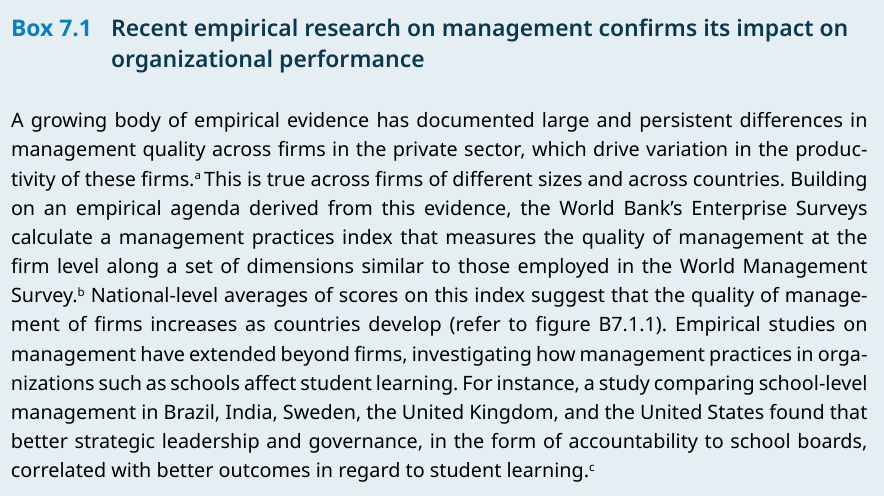 Box 7.1 Recent empirical research on management confirms its impact on
organizational performance
A growing body of empirical evidence has documented large and persistent differences in
management quality across firms in the private sector, which drive variation in the produc-
tivity of these firms.ᵃ This is true across firms of different sizes and across countries. Building
on an empirical agenda derived from this evidence, the World Bank’s Enterprise Surveys
calculate a management practices index that measures the quality of management at the
firm level along a set of dimensions similar to those employed in the World Management
Survey.ᵇ National-level averages of scores on this index suggest that the quality of manage-
ment of firms increases as countries develop (refer to figure B7.1.1). Empirical studies on
management have extended beyond firms, investigating how management practices in orga-
nizations such as schools affect student learning. For instance, a study comparing school-level
management in Brazil, India, Sweden, the United Kingdom, and the United States found that
better strategic leadership and governance, in the form of accountability to school boards,
correlated with better outcomes in regard to student learning.ᶜ